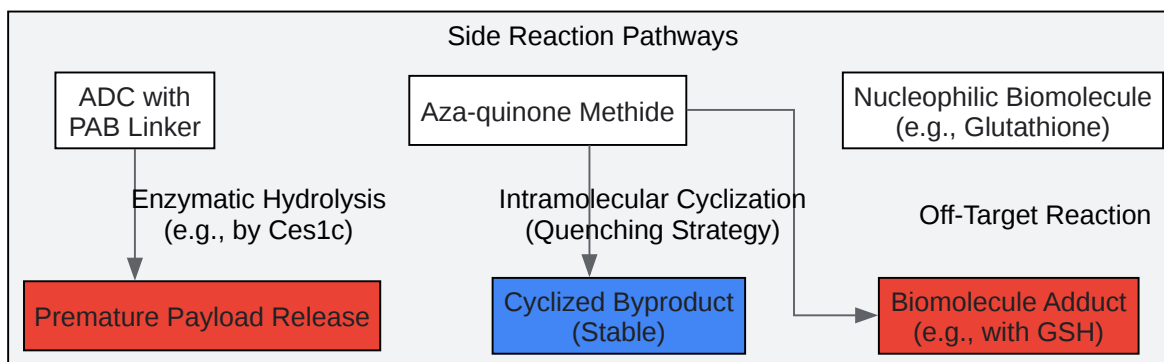 Side Reaction Pathways
ADC with
PAB Linker
Aza-quinone Methide
Nucleophilic Biomolecule
(e.g., Glutathione)
Enzymatic Hydrolysis
(e.g., by Ces1c)
Intramolecular Cyclization
(Quenching Strategy)
Off-Target Reaction
Premature Payload Release
Cyclized Byproduct
(Stable)
Biomolecule Adduct
(e.g., with GSH)